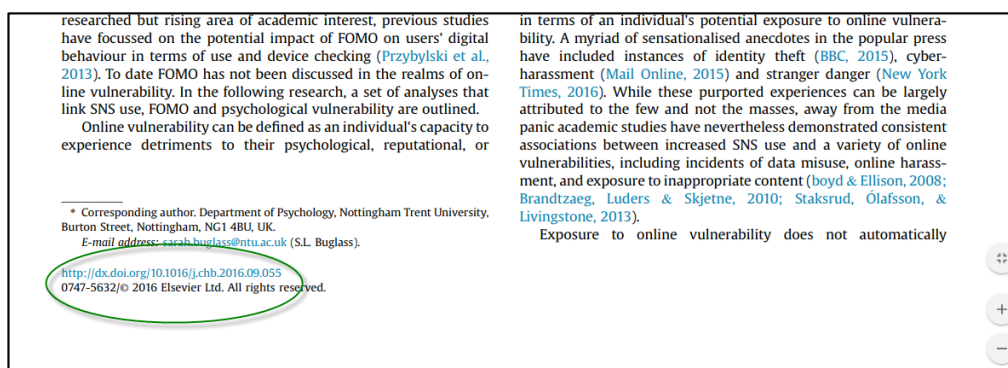 researched but rising area of academic interest, previous studies
have focussed on the potential impact of FOMO on users' digital
behaviour in terms of use and device checking (Przybylski et al.,
2013). To date FOMO has not been discussed in the realms of on-
line vulnerability. In the following research, a set of analyses that
link SNS use, FOMO and psychological vulnerability are outlined.
Online vulnerability can be defined as an individual's capacity to
experience detriments to their psychological, reputational, or
* Corresponding author. Department of Psychology, Nottingham Trent University,
Burton Street, Nottingham, NG1 4BU, UK.
E-mail address: sarah.buglass@ntu.ac.uk (S.L. Buglass).
http://dx.doi.org/10.1016/j.chb.2016.09.055
0747-5632/© 2016 Elsevier Ltd. All rights reserved.
in terms of an individual's potential exposure to online vulnera-
bility. A myriad of sensationalised anecdotes in the popular press
have included instances of identity theft (BBC, 2015), cyber-
harassment (Mail Online, 2015) and stranger danger (New York
Times, 2016). While these purported experiences can be largely
attributed to the few and not the masses, away from the media
panic academic studies have nevertheless demonstrated consistent
associations between increased SNS use and a variety of online
vulnerabilities, including incidents of data misuse, online harass-
ment, and exposure to inappropriate content (boyd & Ellison, 2008;
Brandtzaeg, Luders & Skjetne, 2010; Staksrud, Ólafsson, &
Livingstone, 2013).
Exposure to online vulnerability does not automatically